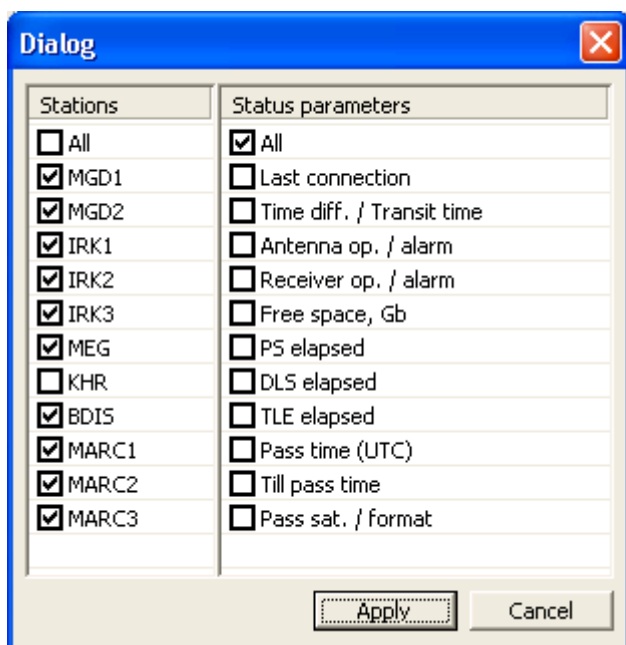 Dialog
Stations
All
MGD1
MGD2
IRK1
IRK2
IRK3
MEG
KHR
BDIS
MARC1
MARC2
MARC3
Status parameters
All
Last connection
Time diff. / Transit time
Antenna op. / alarm
Receiver op. / alarm
Free space, Gb
PS elapsed
DLS elapsed
TLE elapsed
Pass time (UTC)
Till pass time
Pass sat. / format
Apply
Cancel